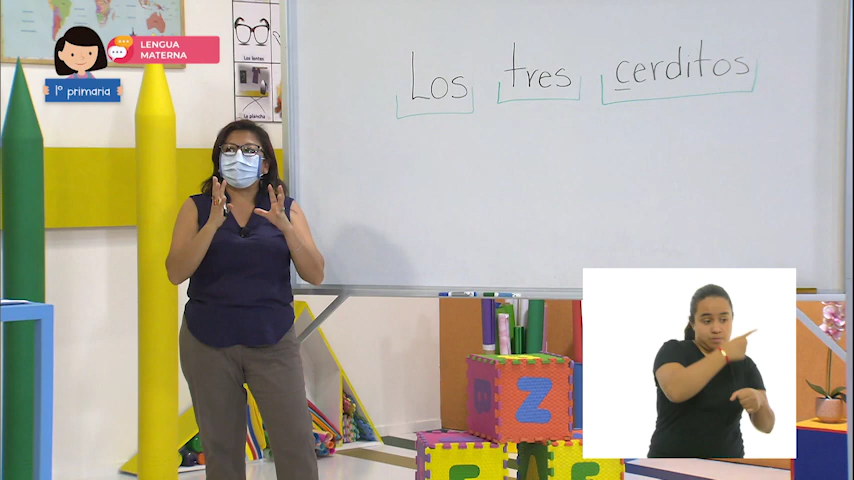 LENGUA
MATERNA
1º primaria
Los lentes
La plancha
Los tres cerditos
Z